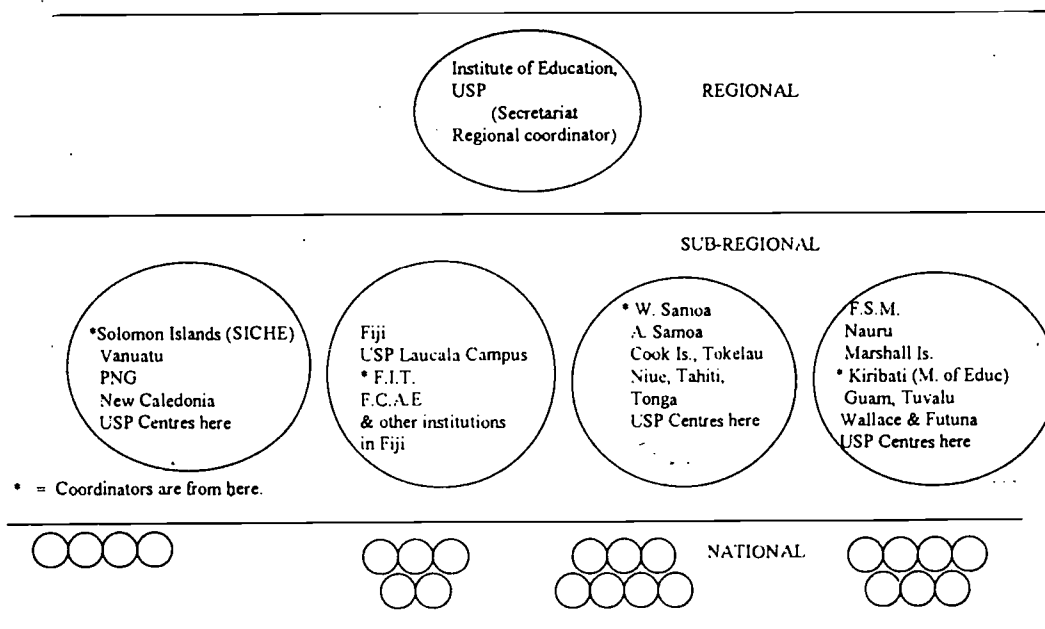 Institute of Education,
USP
(Secretariat
Regional coordinator)
REGIONAL
SUB-REGIONAL
*Solomon Islands (SICHE)
Vanuatu
PNG
New Caledonia
USP Centres here
Fiji
USP Laucala Campus
* F.I.T.
F.C.A.E
& other institutions
in Fiji
* W. Samoa
A. Samoa
Cook Is., Tokelau
Niue, Tahiti,
Tonga
USP Centres here
F.S.M.
Nauru
Marshall Is.
* Kiribati (M. of Educ)
Guam, Tuvalu
Wallace & Futuna
USP Centres here
* = Coordinators are from here.
NATIONAL